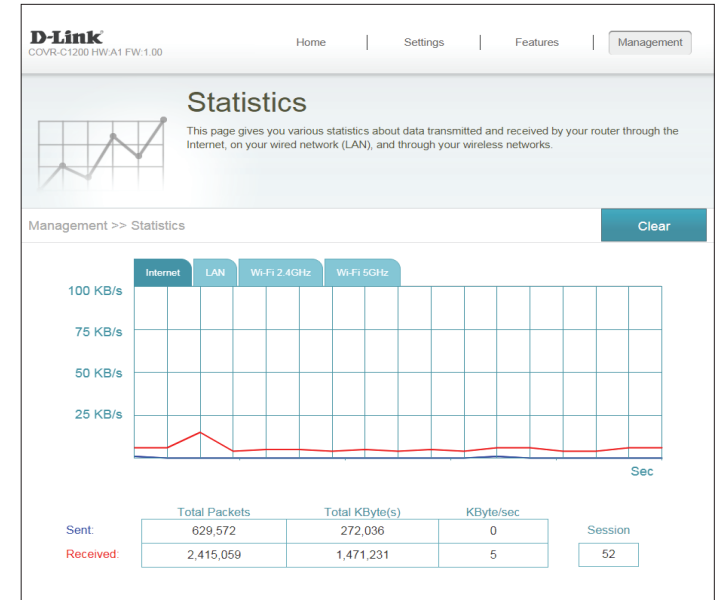 D-Link
COVR-C1200 HW:A1 FW:1.00
Home | Settings | Features | Management
Statistics
This page gives you various statistics about data transmitted and received by your router through the
Internet, on your wired network (LAN), and through your wireless networks.
Management >> Statistics
Clear
Internet LAN Wi-Fi 2.4GHz Wi-Fi 5GHz
100 KB/s
75 KB/s
50 KB/s
25 KB/s
Sec
Total Packets Total KByte(s) KByte/sec
Sent: 629,572 272,036 0 Session
Received: 2,415,059 1,471,231 5 52